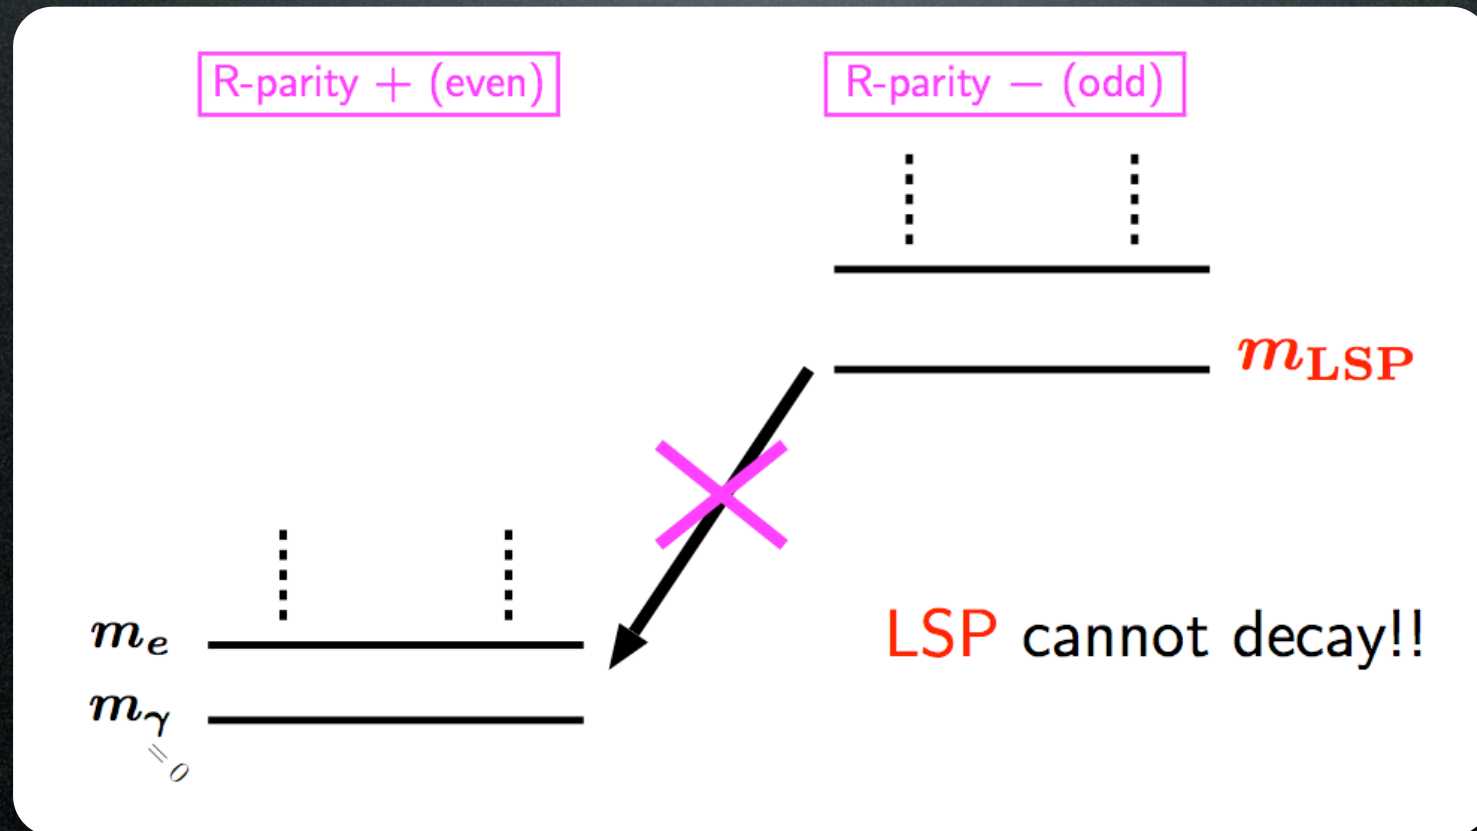 R-parity + (even)
R-parity − (odd)
m_LSP
m_e
LSP cannot decay!!
m_γ
= 0